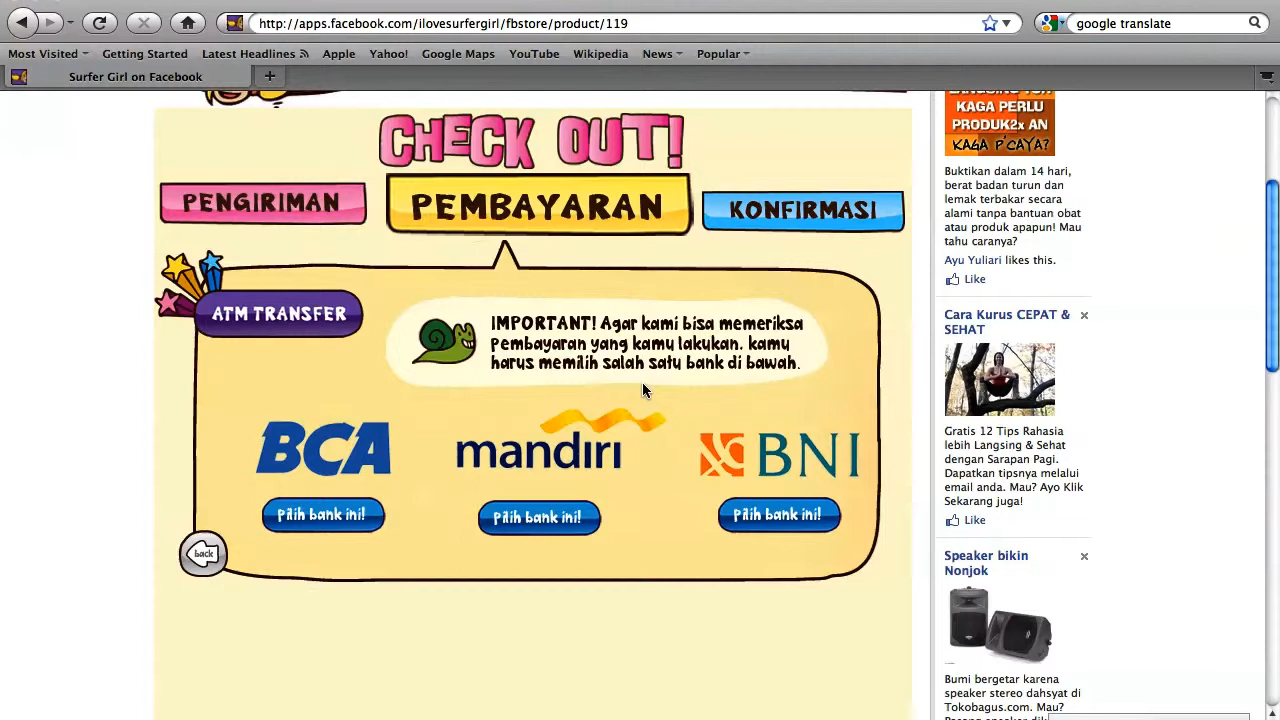 http://apps.facebook.com/ilovesurfergirl/fbstore/product/119
google translate
Most Visited Getting Started Latest Headlines Apple Yahoo! Google Maps YouTube Wikipedia News Popular
Surfer Girl on Facebook
CHECK OUT!
PENGIRIMAN
PEMBAYARAN
KONFIRMASI
ATM TRANSFER
IMPORTANT! Agar kami bisa memeriksa
pembayaran yang kamu lakukan, kamu
harus memilih salah satu bank di bawah.
BCA
mandiri
BNI
Pilih bank ini!
Pilih bank ini!
Pilih bank ini!
back
KAGA PERLU
PRODUK2x AN
KAGA P'CAYA?
Buktikan dalam 14 hari,
berat badan turun dan
lemak terbakar secara
alami tanpa bantuan obat
atau produk apapun! Mau
tahu caranya?
Ayu Yuliari likes this.
Like
Cara Kurus CEPAT &
SEHAT
Gratis 12 Tips Rahasia
lebih Langsing & Sehat
dengan Sarapan Pagi.
Dapatkan tipsnya melalui
email anda. Mau? Ayo Klik
Sekarang juga!
Like
Speaker bikin
Nonjok
Bumi bergetar karena
speaker stereo dahsyat di
Tokobagus.com. Mau?